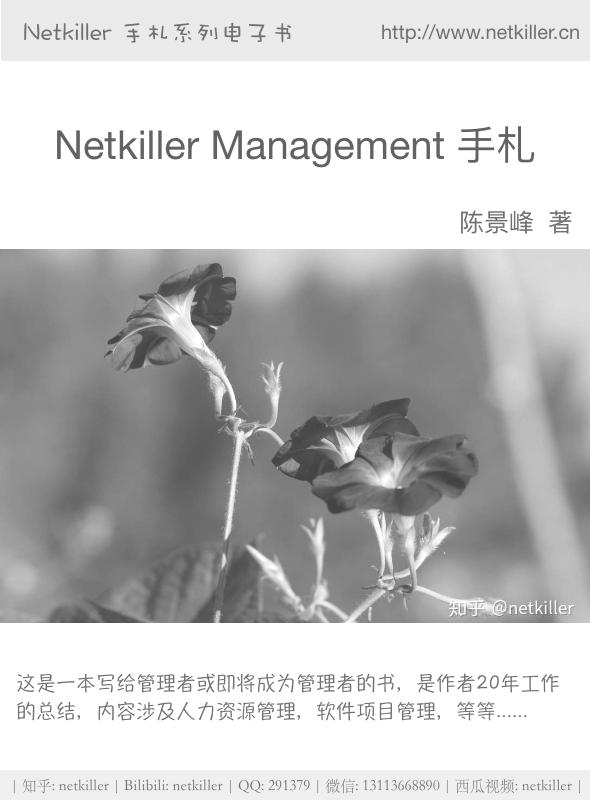 Netkiller 手札系列电子书 http://www.netkiller.cn
Netkiller Management 手札
陈景峰 著
知乎 @netkiller
这是一本写给管理者或即将成为管理者的书，是作者20年工作
的总结，内容涉及人力资源管理，软件项目管理，等等......
| 知乎: netkiller | Bilibili: netkiller | QQ: 291379 | 微信: 13113668890 | 西瓜视频: netkiller |